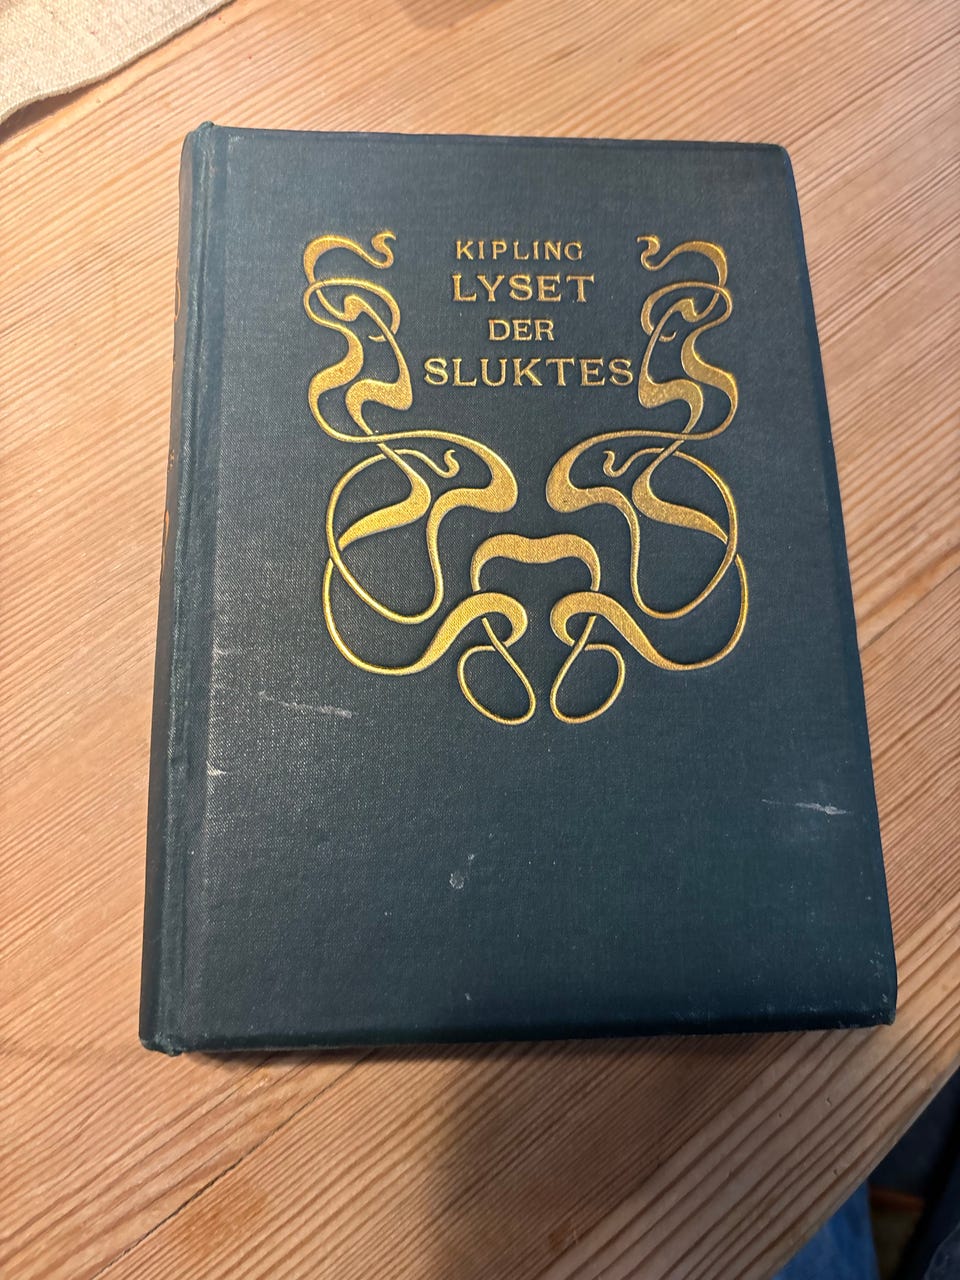 KIPLING
LYSET
DER
SLUKTES